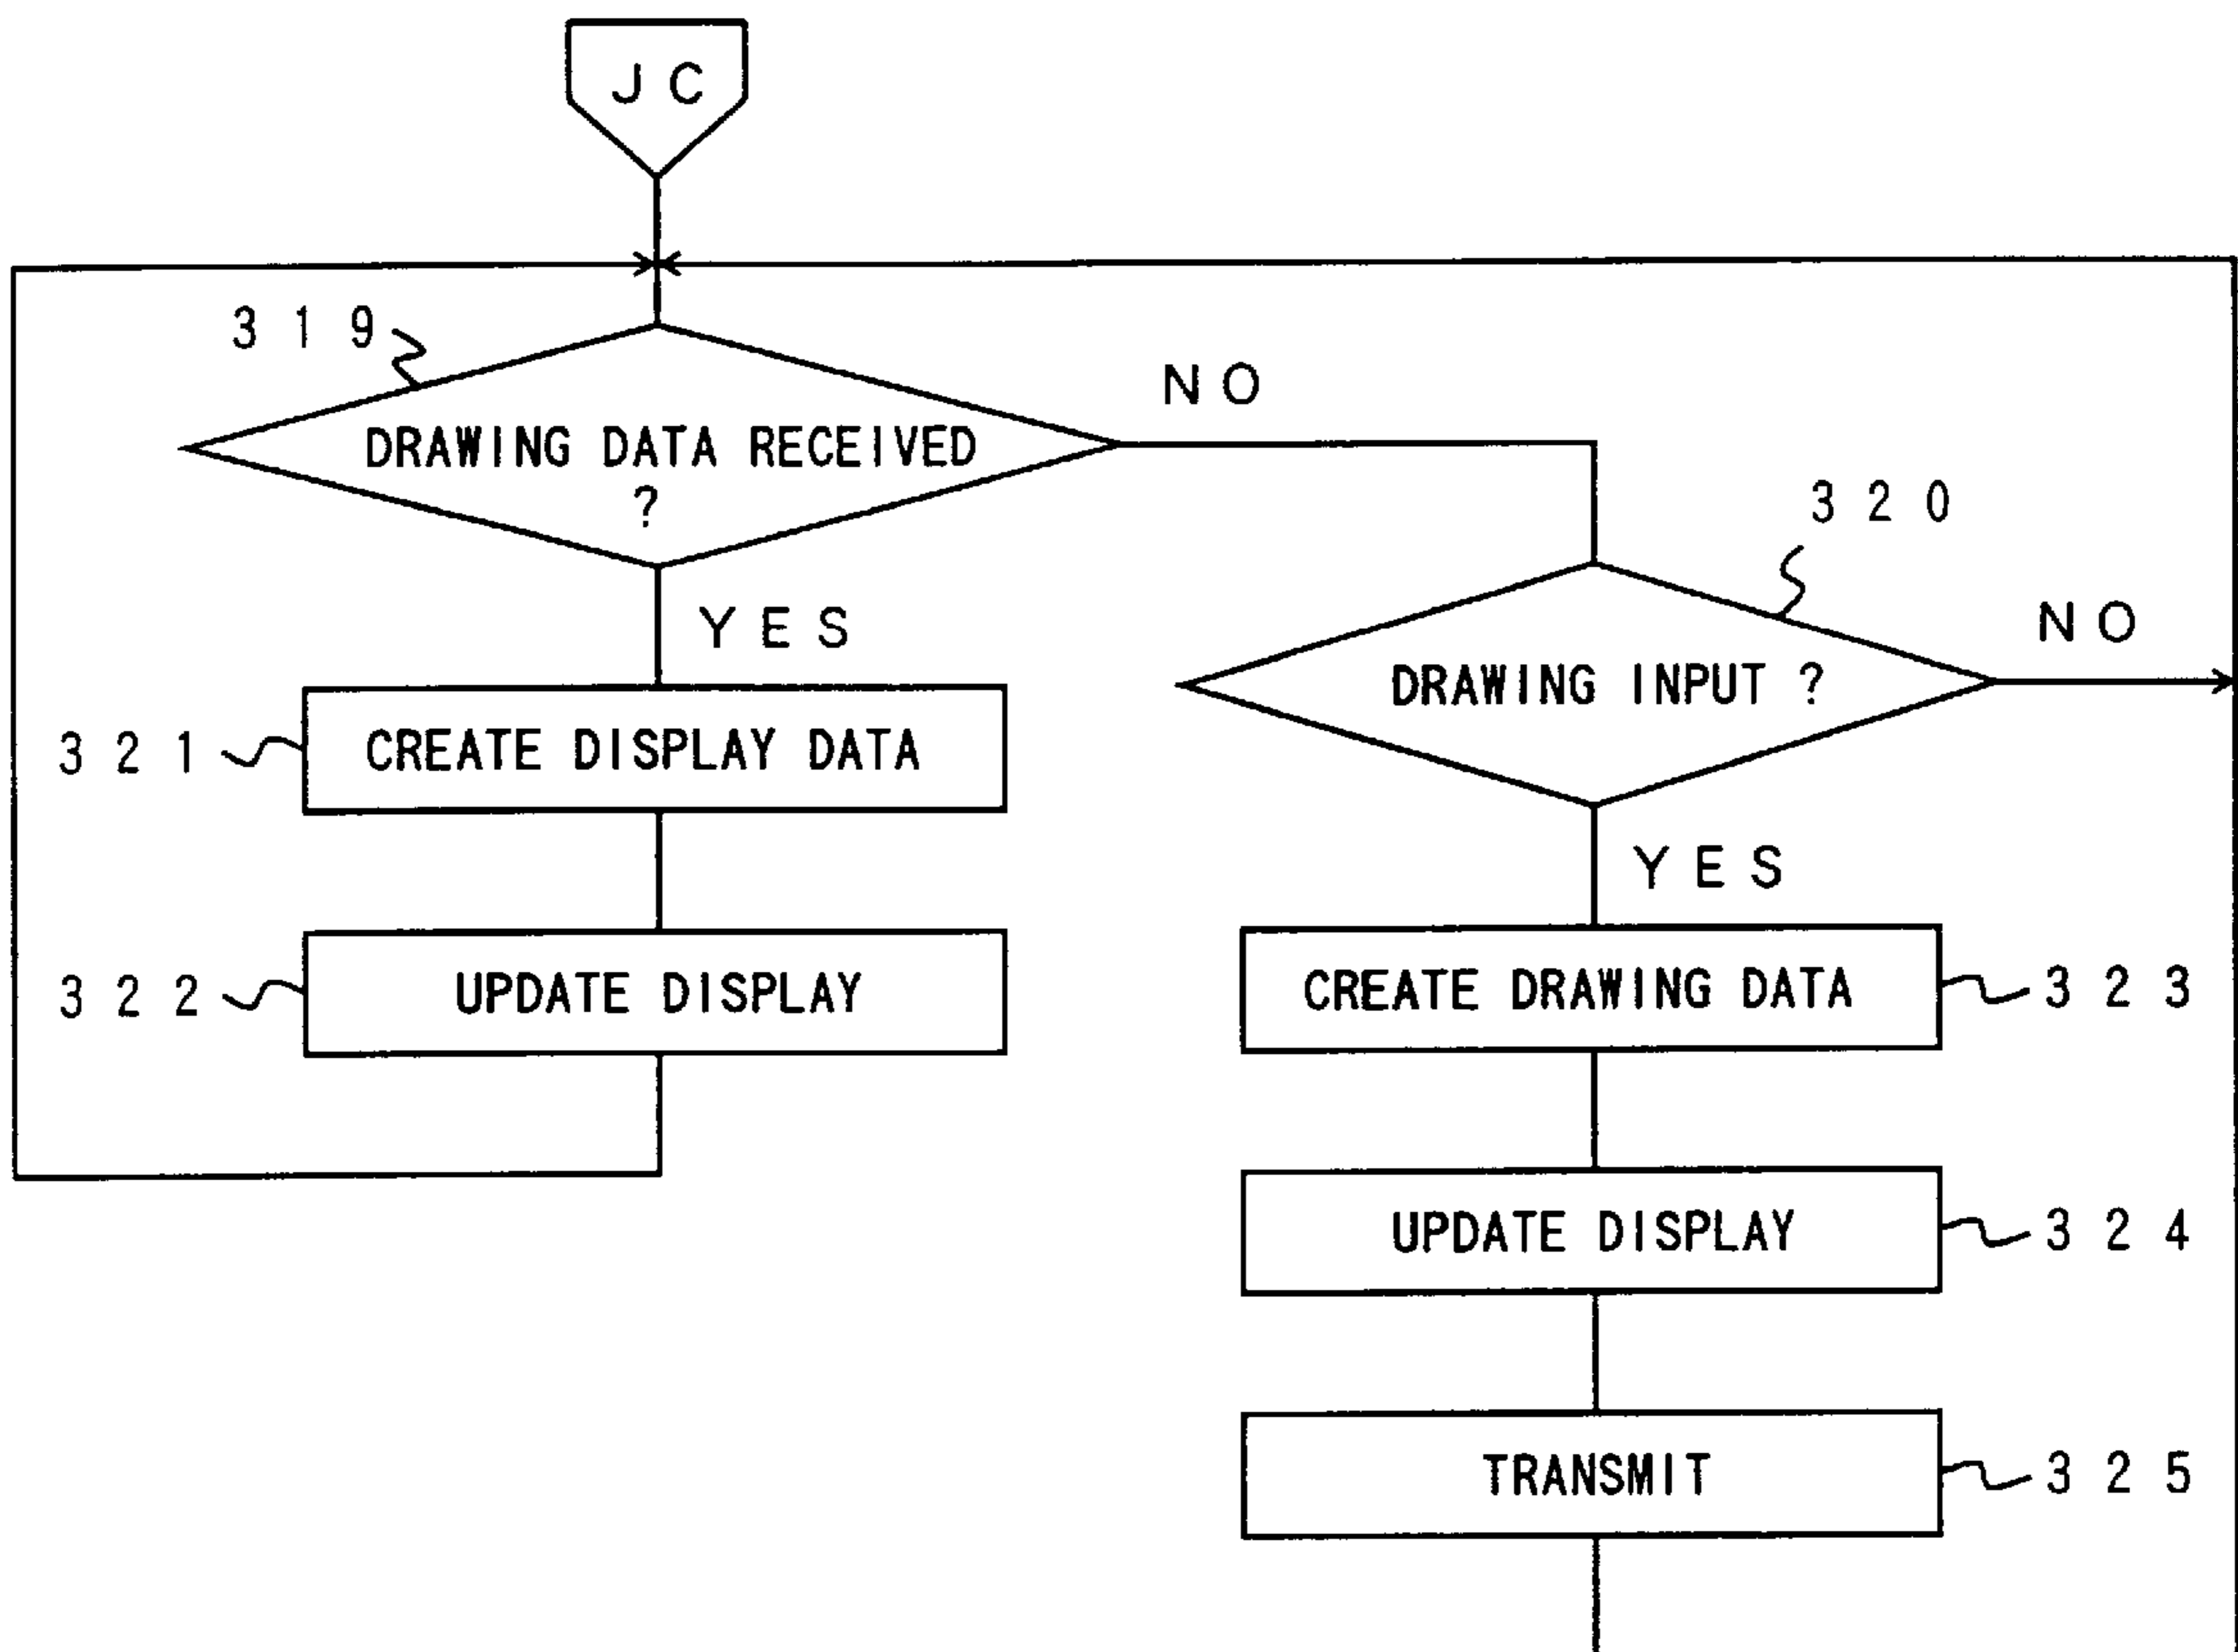 JC
319
NO
DRAWING DATA RECEIVED
?
320
YES
NO
DRAWING INPUT ?
321
CREATE DISPLAY DATA
YES
322
UPDATE DISPLAY
CREATE DRAWING DATA
323
UPDATE DISPLAY
324
TRANSMIT
325